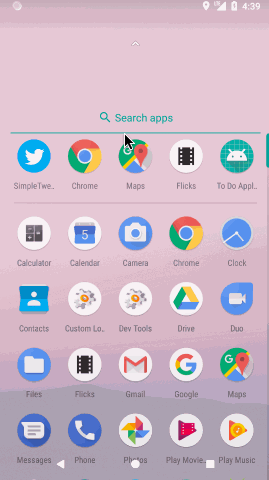 4:39
Search apps
SimpleTwe..
Chrome
Maps
Flicks
To Do Appl..
Calculator
5
Calendar
Camera
Chrome
Clock
Contacts
Custom Lo..
Dev Tools
Drive
Duo
Files
Flicks
Gmail
Google
Maps
Messages
Phone
Photos
Play Movie..
Play Music